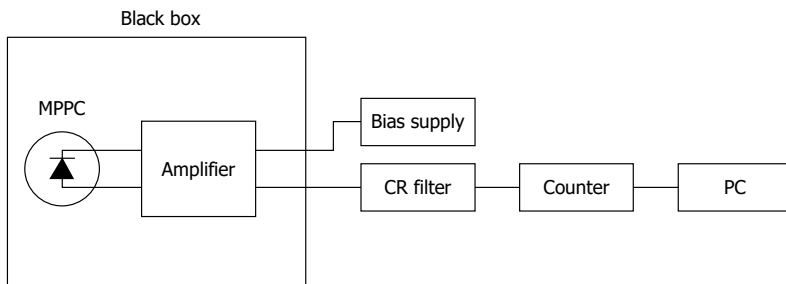 Black box
MPPC
Amplifier
Bias supply
CR filter
Counter
PC